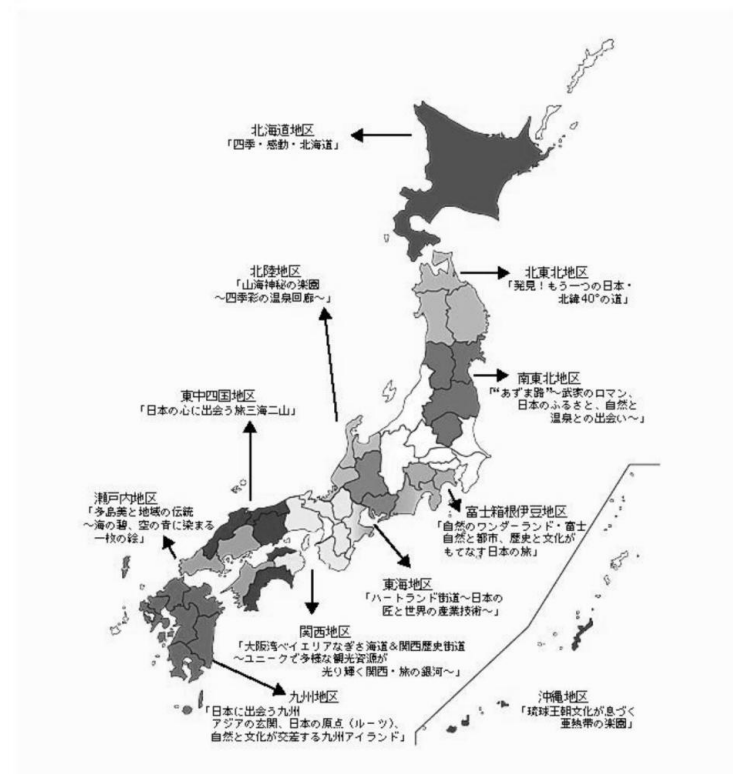 北海道地区
「四季・感動・北海道」
北陸地区
「山海神秘の楽園
～四季彩の温泉回廊～」
北東北地区
「発見！もう一つの日本・
北緯40°の道」
南東北地区
「“あずま路”～武家のロマン、
日本のふるさと、自然と
温泉との出会い～」
東中四国地区
「日本の心に出会う旅三海二山」
瀬戸内地区
「多島美と地域の伝統
～海の碧、空の青に染まる
一枚の絵」
富士箱根伊豆地区
「自然のワンダーランド・富士
自然と都市、歴史と文化が
もてなす日本の旅」
東海地区
「ハートランド街道～日本の
匠と世界の産業技術～」
関西地区
「大阪湾ベイエリアなぎさ海道＆関西歴史街道
～ユニークで多様な観光資源が
光り輝く関西・旅の銀河～」
九州地区
「日本に出会う九州
アジアの玄関、日本の原点（ルーツ）、
自然と文化が交差する九州アイランド」
沖縄地区
「琉球王朝文化が息づく
亜熱帯の楽園」